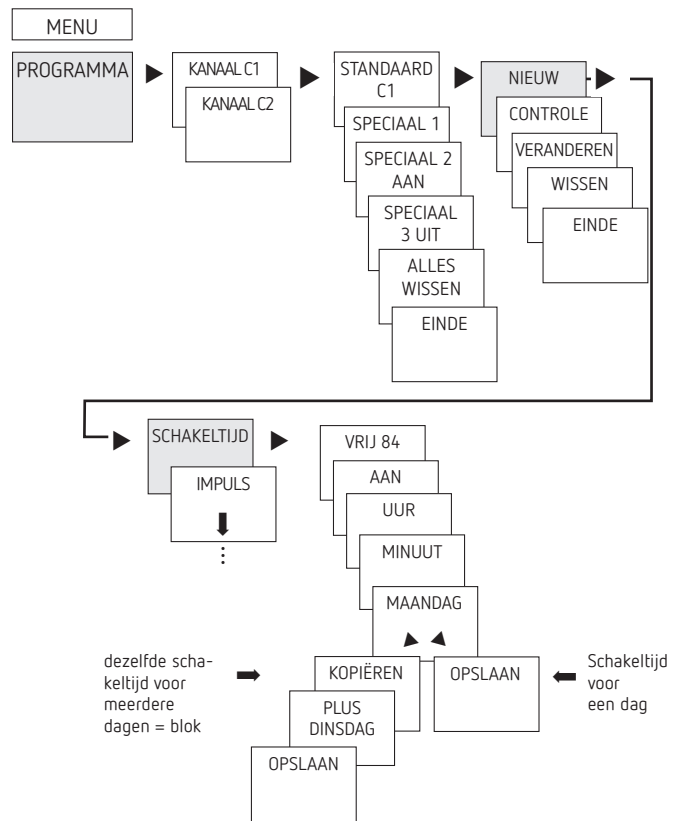 MENU
PROGRAMMA
KANAAL C1
KANAAL C2
STANDAARD
C1
SPECIAAL 1
SPECIAAL 2
AAN
SPECIAAL
3 UIT
ALLES
WISSEN
EINDE
NIEUW
CONTROLE
VERANDEREN
WISSEN
EINDE
SCHAKELTIJD
IMPULS
VRIJ 84
AAN
UUR
MINUUT
MAANDAG
dezelfde scha-
keltijd voor
meerdere
dagen = blok
KOPIËREN
PLUS
DINSDAG
OPSLAAN
OPSLAAN
Schakeltijd
voor
een dag